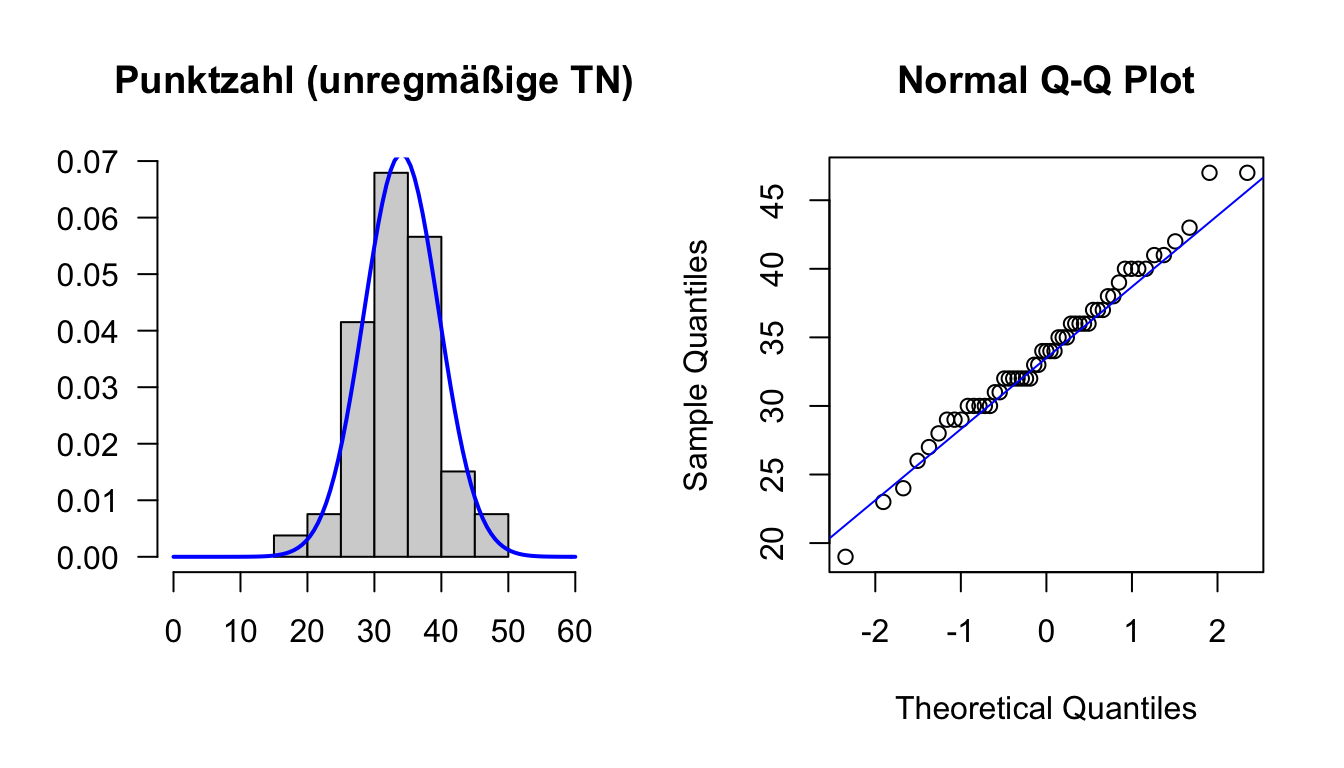 Punktzahl (unregmäßige TN)
0.07
0.06
0.05
0.04
0.03
0.02
0.01
0.00
0 10 20 30 40 50 60
Normal Q-Q Plot
Sample Quantiles
45
40
35
30
25
20
-2 -1 0 1 2
Theoretical Quantiles